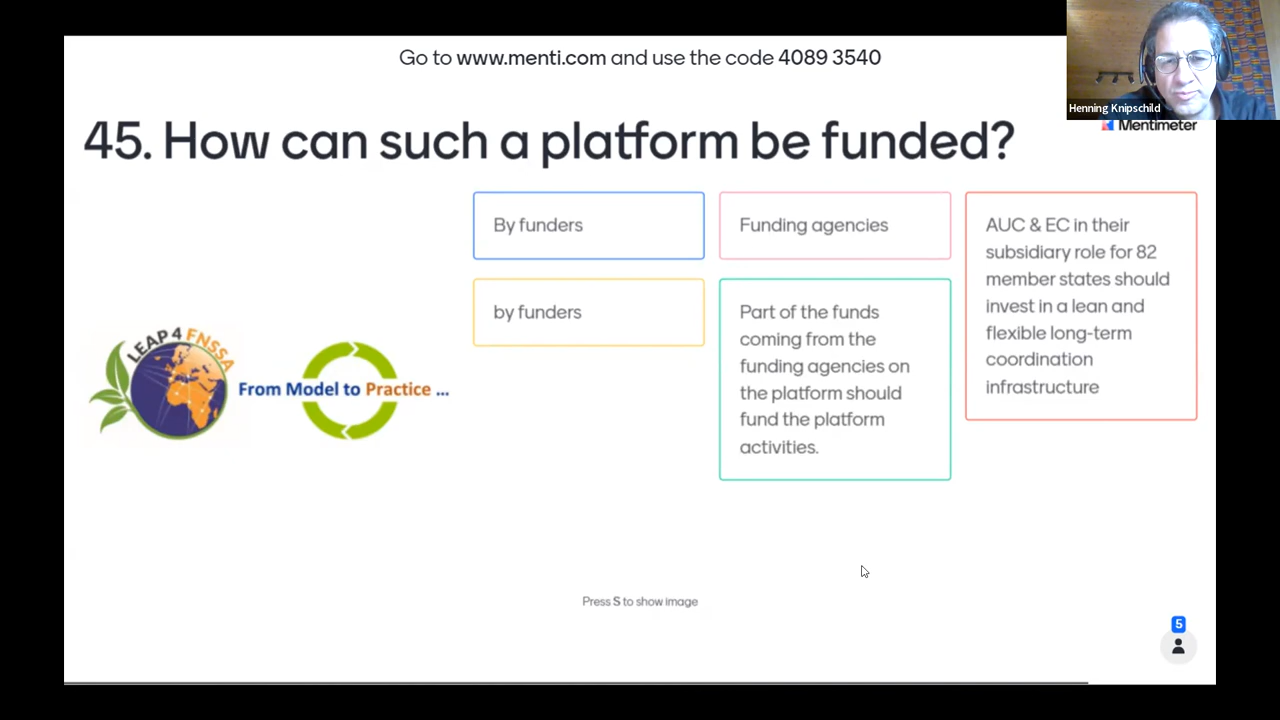 Go to www.menti.com and use the code 4089 3540
Henning Knipschild
Mentimeter
45. How can such a platform be funded?
By funders
by funders
Funding agencies
Part of the funds
coming from the
funding agencies on
the platform should
fund the platform
activities.
AUC & EC in their
subsidiary role for 82
member states should
invest in a lean and
flexible long-term
coordination
infrastructure
LEAP 4 FNSSA
From Model to Practice ...
Press S to show image
5